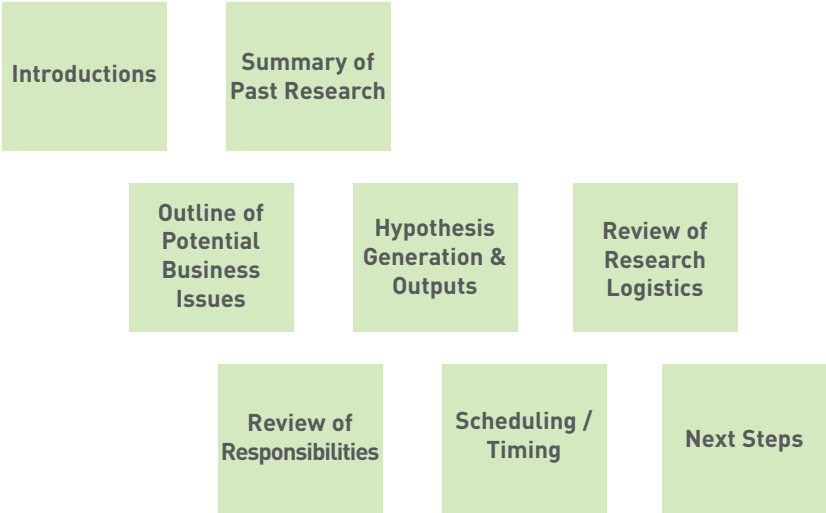 Introductions
Summary of
Past Research
Outline of
Potential
Business
Issues
Hypothesis
Generation &
Outputs
Review of
Research
Logistics
Review of
Responsibilities
Scheduling /
Timing
Next Steps